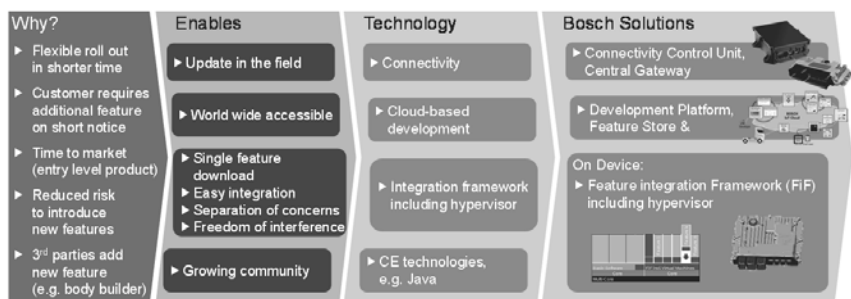 Why?
▶ Flexible roll out
in shorter time
▶ Customer requires
additional feature
on short notice
▶ Time to market
(entry level product)
▶ Reduced risk
to introduce
new features
▶ 3rd parties add
new feature
(e.g. body builder)
Enables
▶ Update in the field
▶ World wide accessible
▶ Single feature
download
▶ Easy integration
▶ Separation of concerns
▶ Freedom of interference
▶ Growing community
Technology
▶ Connectivity
▶ Cloud-based
development
▶ Integration framework
including hypervisor
▶ CE technologies,
e.g. Java
Bosch Solutions
▶ Connectivity Control Unit,
Central Gateway
▶ Development Platform,
Feature Store &
On Device:
▶ Feature integration Framework (FiF)
including hypervisor
Core
Core
Multi-Core